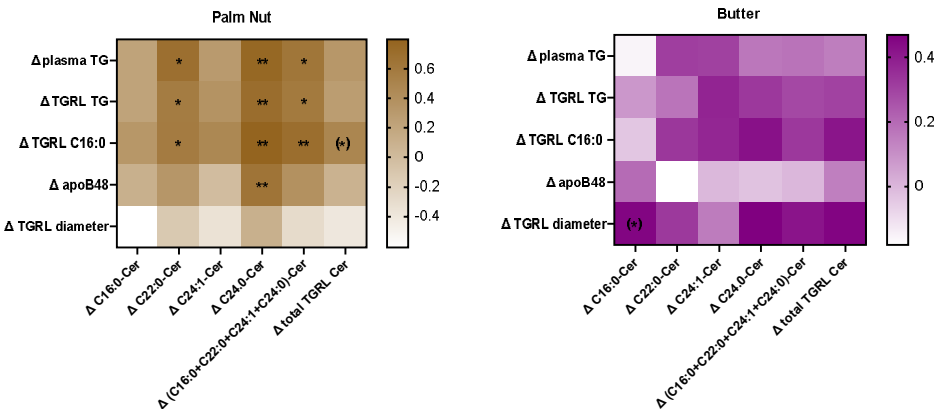 Palm Nut
Δ plasma TG
Δ TGRL TG
Δ TGRL C16:0
Δ apoB48
Δ TGRL diameter
* ** *
* ** *
* ** ** (*)
**
0.6
0.4
0.2
0
-0.2
-0.4
Δ C16:0-Cer
Δ C22:0-Cer
Δ C24:1-Cer
Δ C24.0-Cer
Δ (C16:0+C22:0+C24:1+C24:0)-Cer
Δ total TGRL Cer
Butter
Δ plasma TG
Δ TGRL TG
Δ TGRL C16:0
Δ apoB48
Δ TGRL diameter
(*)
0.4
0.2
0
Δ C16:0-Cer
Δ C22:0-Cer
Δ C24:1-Cer
Δ C24.0-Cer
Δ (C16:0+C22:0+C24:1+C24:0)-Cer
Δ total TGRL Cer